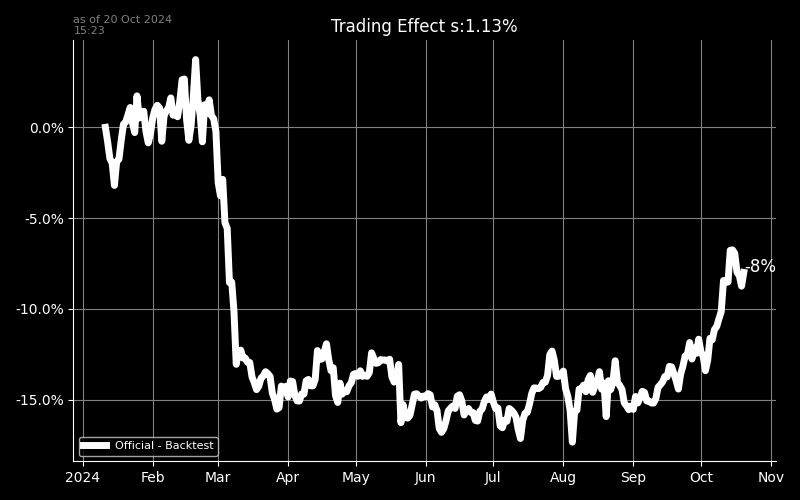 as of 20 Oct 2024
15:23
Trading Effect s:1.13%
0.0%
-5.0%
-10.0%
-15.0%
-8%
Official - Backtest
2024 Feb Mar Apr May Jun Jul Aug Sep Oct Nov